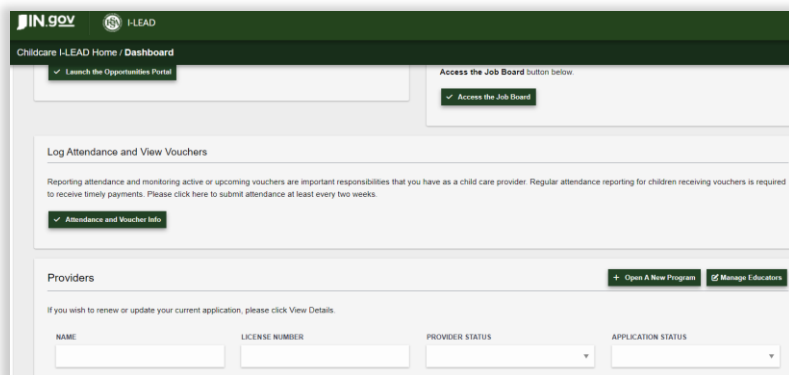 IN.gov I-LEAD
Childcare I-LEAD Home / Dashboard
Launch the Opportunities Portal
Access the Job Board button below.
Access the Job Board
Log Attendance and View Vouchers
Reporting attendance and monitoring active or upcoming vouchers are important responsibilities that you have as a child care provider. Regular attendance reporting for children receiving vouchers is required
to receive timely payments. Please click here to submit attendance at least every two weeks.
Attendance and Voucher Info
Providers
+ Open A New Program Manage Educators
If you wish to renew or update your current application, please click View Details.
NAME LICENSE NUMBER PROVIDER STATUS APPLICATION STATUS